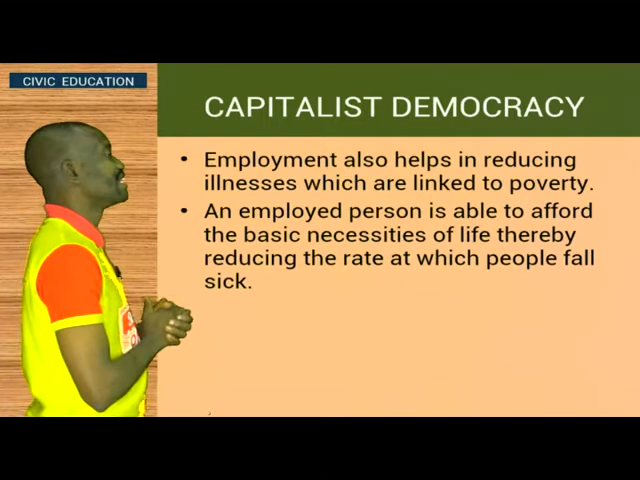 CIVIC EDUCATION
CAPITALIST DEMOCRACY
• Employment also helps in reducing
illnesses which are linked to poverty.
• An employed person is able to afford
the basic necessities of life thereby
reducing the rate at which people fall
sick.